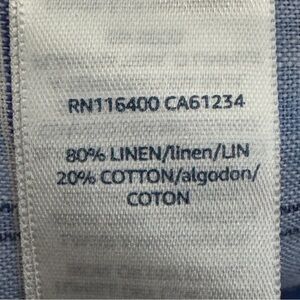 RN116400 CA61234
80% LINEN/linen/LIN
20% COTTON/algodon/
COTON